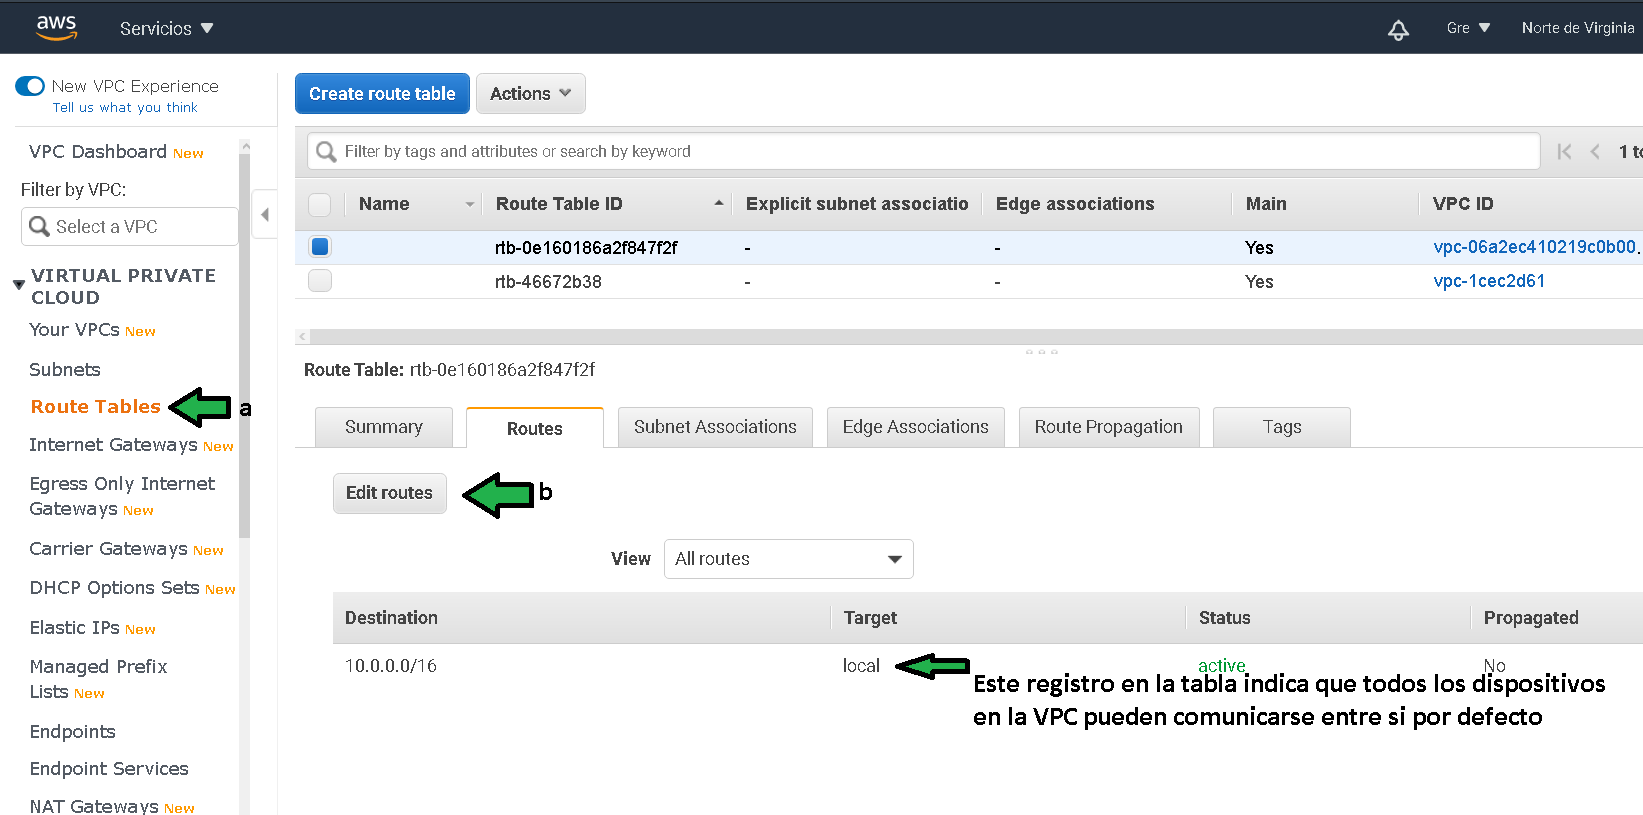 aws
Servicios
Gre
Norte de Virginia
New VPC Experience
Tell us what you think
VPC Dashboard New
Filter by VPC:
Select a VPC
VIRTUAL PRIVATE
CLOUD
Your VPCs New
Subnets
Route Tables
a
Internet Gateways New
Egress Only Internet
Gateways New
Carrier Gateways New
DHCP Options Sets New
Elastic IPs New
Managed Prefix
Lists New
Endpoints
Endpoint Services
NAT Gateways New
Create route table
Actions
Filter by tags and attributes or search by keyword
1 to
Name Route Table ID Explicit subnet associatio Edge associations Main VPC ID
rtb-0e160186a2f847f2f - - Yes vpc-06a2ec410219c0b00.
rtb-46672b38 - - Yes vpc-1cec2d61
Route Table: rtb-0e160186a2f847f2f
Summary Routes Subnet Associations Edge Associations Route Propagation Tags
Edit routes
b
View All routes
Destination Target Status Propagated
10.0.0.0/16 local active No
Este registro en la tabla indica que todos los dispositivos
en la VPC pueden comunicarse entre si por defecto